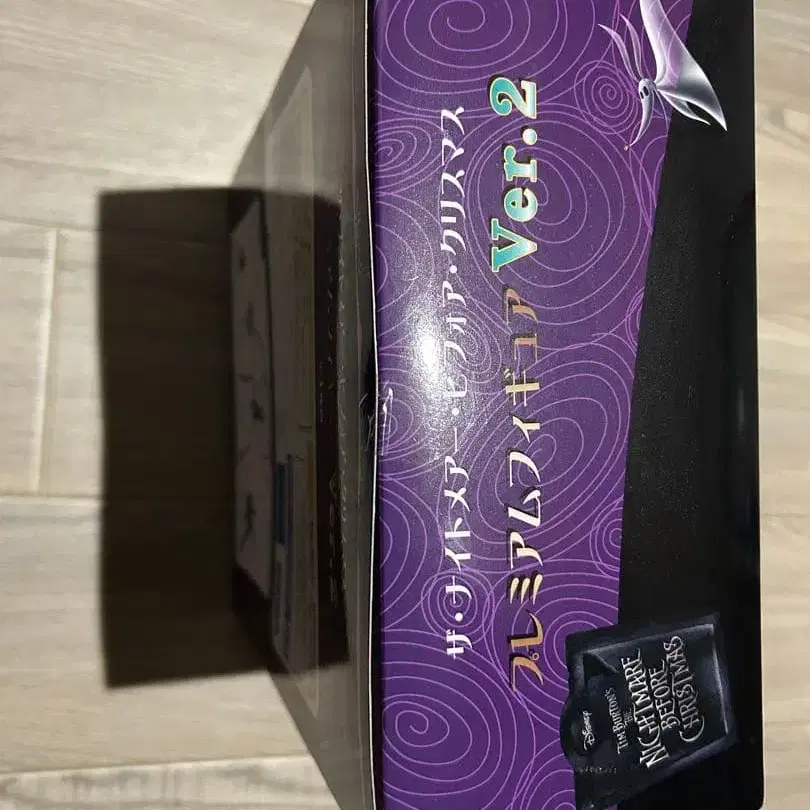 ザ・ナイトメアー・ビフォア・クリスマス
プレミアムフィギュア Ver.2
Disney
TIM BURTON'S
THE
NIGHTMARE
BEFORE
CHRISTMAS